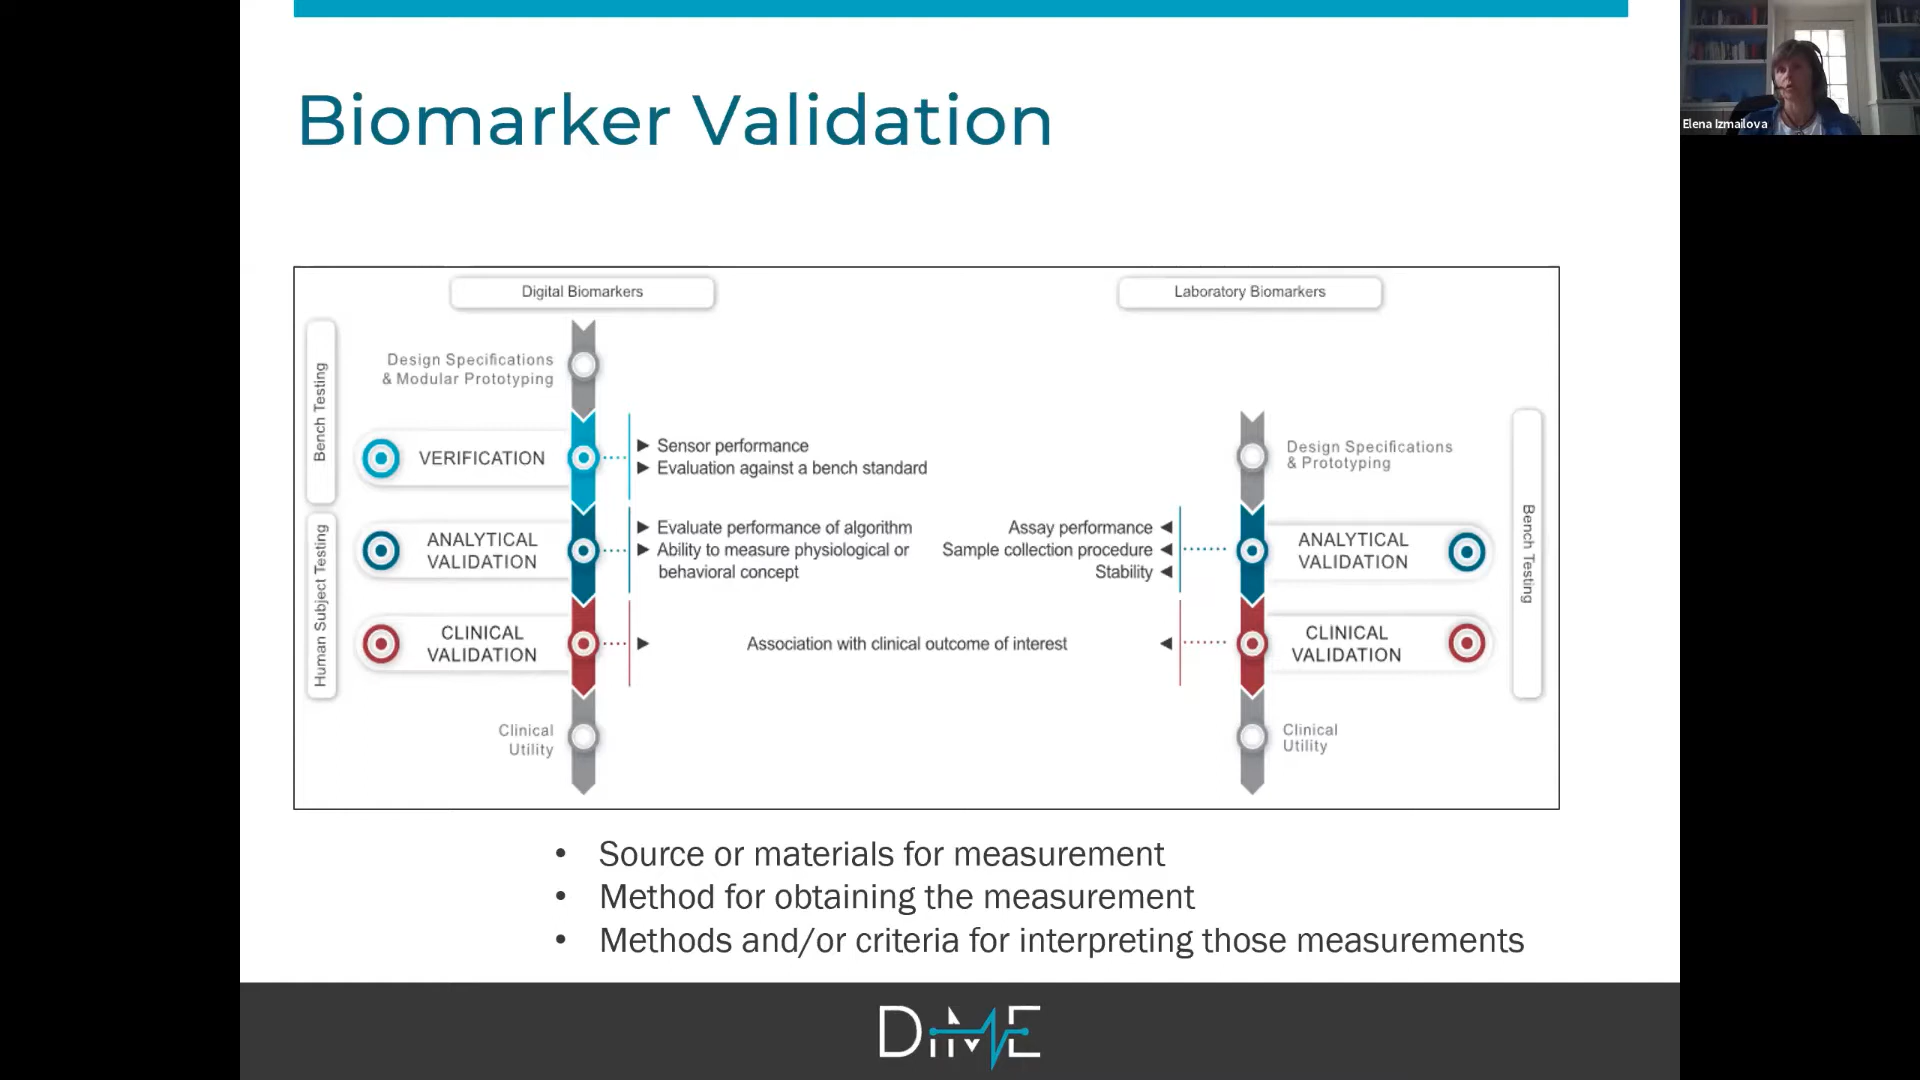 Biomarker Validation
Elena Izmailova
Digital Biomarkers
Laboratory Biomarkers
Bench Testing
Design Specifications
& Modular Prototyping
VERIFICATION
Sensor performance
Evaluation against a bench standard
Human Subject Testing
ANALYTICAL
VALIDATION
Evaluate performance of algorithm
Ability to measure physiological or
behavioral concept
CLINICAL
VALIDATION
Association with clinical outcome of interest
Clinical
Utility
Design Specifications
& Prototyping
Assay performance
Sample collection procedure
Stability
ANALYTICAL
VALIDATION
CLINICAL
VALIDATION
Bench Testing
Clinical
Utility
• Source or materials for measurement
• Method for obtaining the measurement
• Methods and/or criteria for interpreting those measurements
DiME